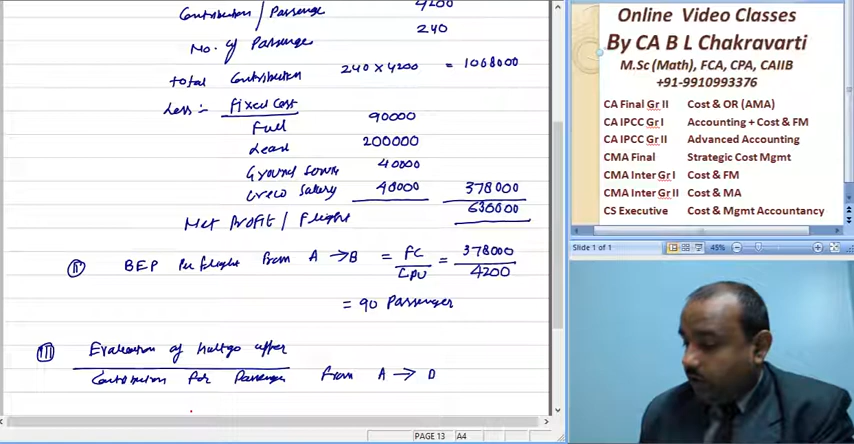 Contribution / Passenge 4200
No. of Passenger 240
Total Contribution 240 × 4200 = 1008000
Less :- Fixed Cost
Fuel 90000
Lease 200000
Ground Service 40000
Crew Salary 48000 378000
Net Profit / Flight 630000
(II) BEP Per flight from A → B = FC / CPU = 378000 / 4200
= 90 Passenger
(III) Evaluation of offer
Contribution Per Passenger from A → D
Online Video Classes
By CA B L Chakravarti
M.Sc(Math), FCA, CPA, CAIIB
+91-9910993376
CA Final Gr II Cost & OR (AMA)
CA IPCC Gr I Accounting + Cost & FM
CA IPCC Gr II Advanced Accounting
CMA Final Strategic Cost Mgmt
CMA Inter Gr I Cost & FM
CMA Inter Gr II Cost & MA
CS Executive Cost & Mgmt Accountancy
Slide 1 of 1 45%
PAGE 13 A4